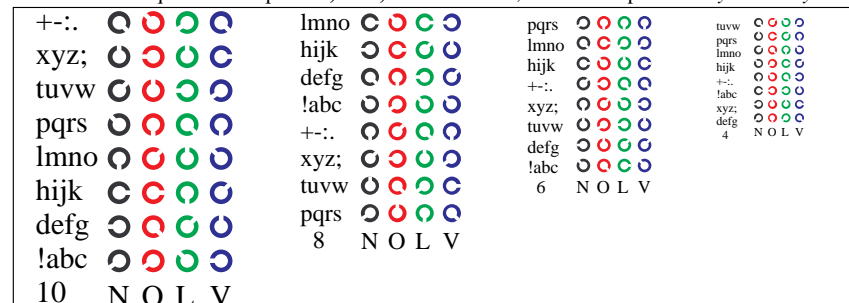 +-:.
xyz;
tuvw
pqrs
lmno
hijk
defg
!abc
10 N O L V
lmno
hijk
defg
!abc
+-:.
xyz;
tuvw
pqrs
8 N O L V
pqrs
lmno
hijk
+-:.
xyz;
tuvw
defg
!abc
6 N O L V
tuvw
pqrs
lmno
hijk
+-:.
!abc
xyz;
defg
4 N O L V